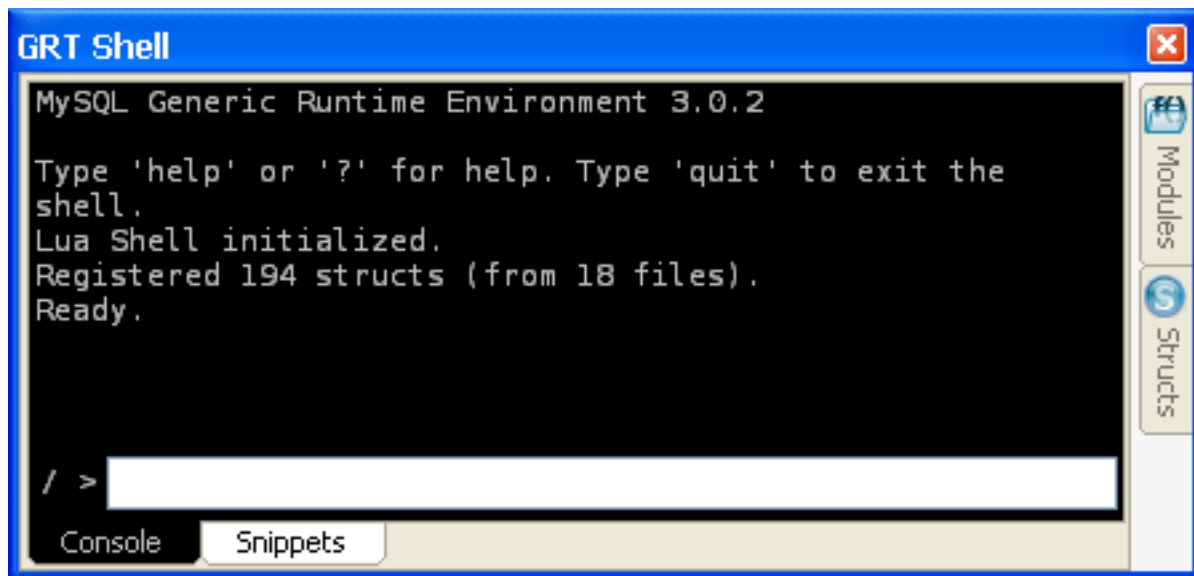 GRT Shell
MySQL Generic Runtime Environment 3.0.2
Type 'help' or '?' for help. Type 'quit' to exit the
shell.
Lua Shell initialized.
Registered 194 structs (from 18 files).
Ready.
/ >
Console
Snippets
f()
Modules
S
Structs